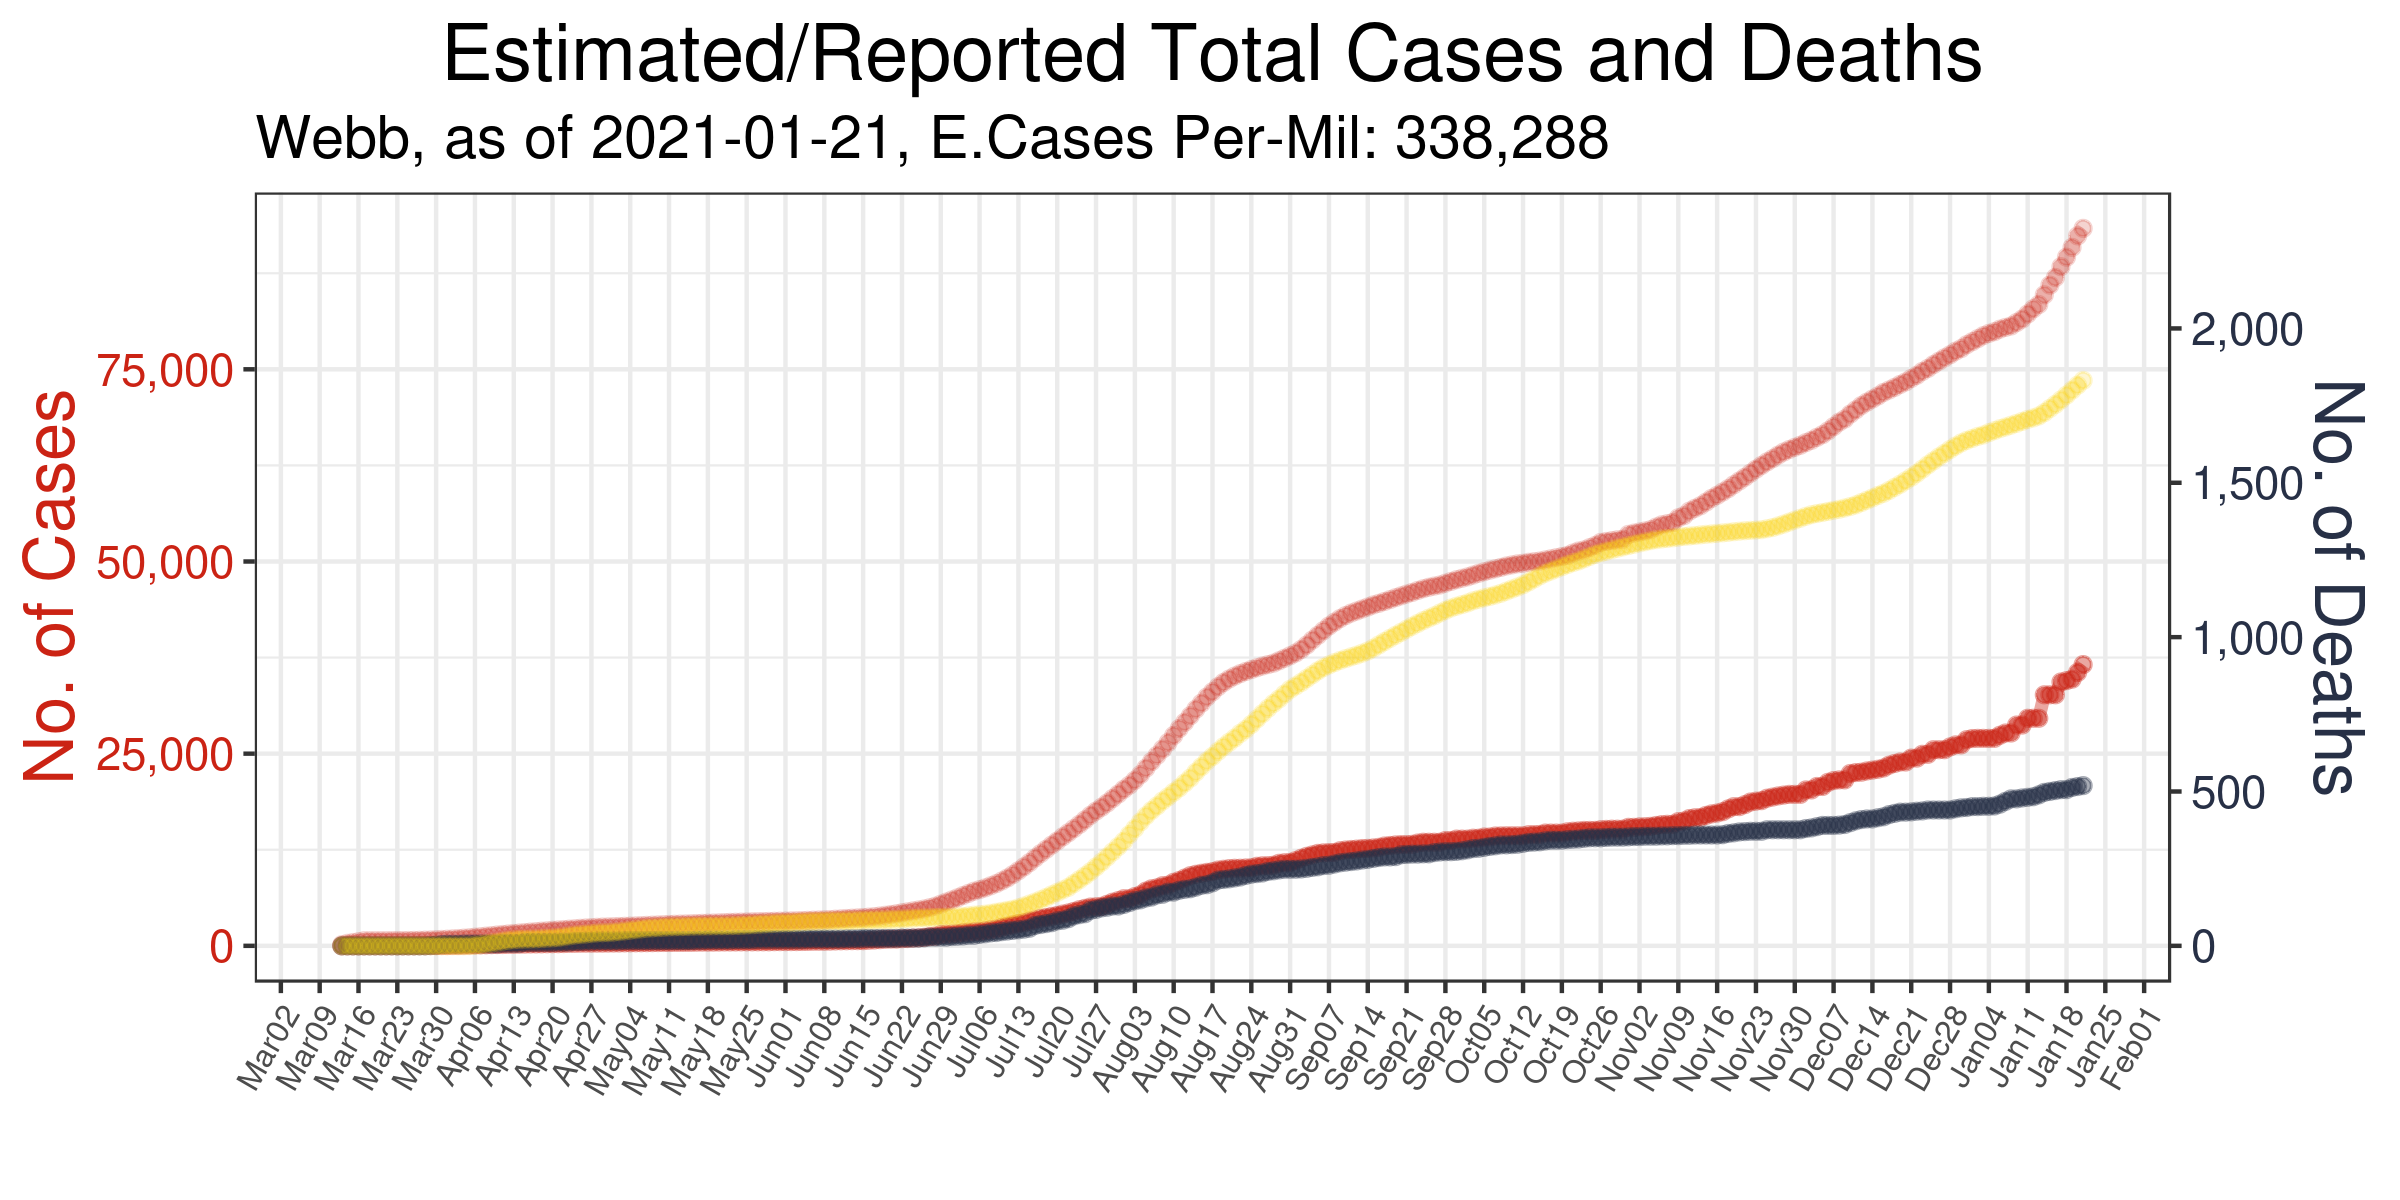 Estimated/Reported Total Cases and Deaths
Webb, as of 2021-01-21, E.Cases Per-Mil: 338,288
No. of Cases
75,000
50,000
25,000
0
2,000
1,500
1,000
500
0
No. of Deaths
Mar02
Mar09
Mar16
Mar23
Mar30
Apr06
Apr13
Apr20
Apr27
May04
May11
May18
May25
Jun01
Jun08
Jun15
Jun22
Jun29
Jul06
Jul13
Jul20
Jul27
Aug03
Aug10
Aug17
Aug24
Aug31
Sep07
Sep14
Sep21
Sep28
Oct05
Oct12
Oct19
Oct26
Nov02
Nov09
Nov16
Nov23
Nov30
Dec07
Dec14
Dec21
Dec28
Jan04
Jan11
Jan18
Jan25
Feb01